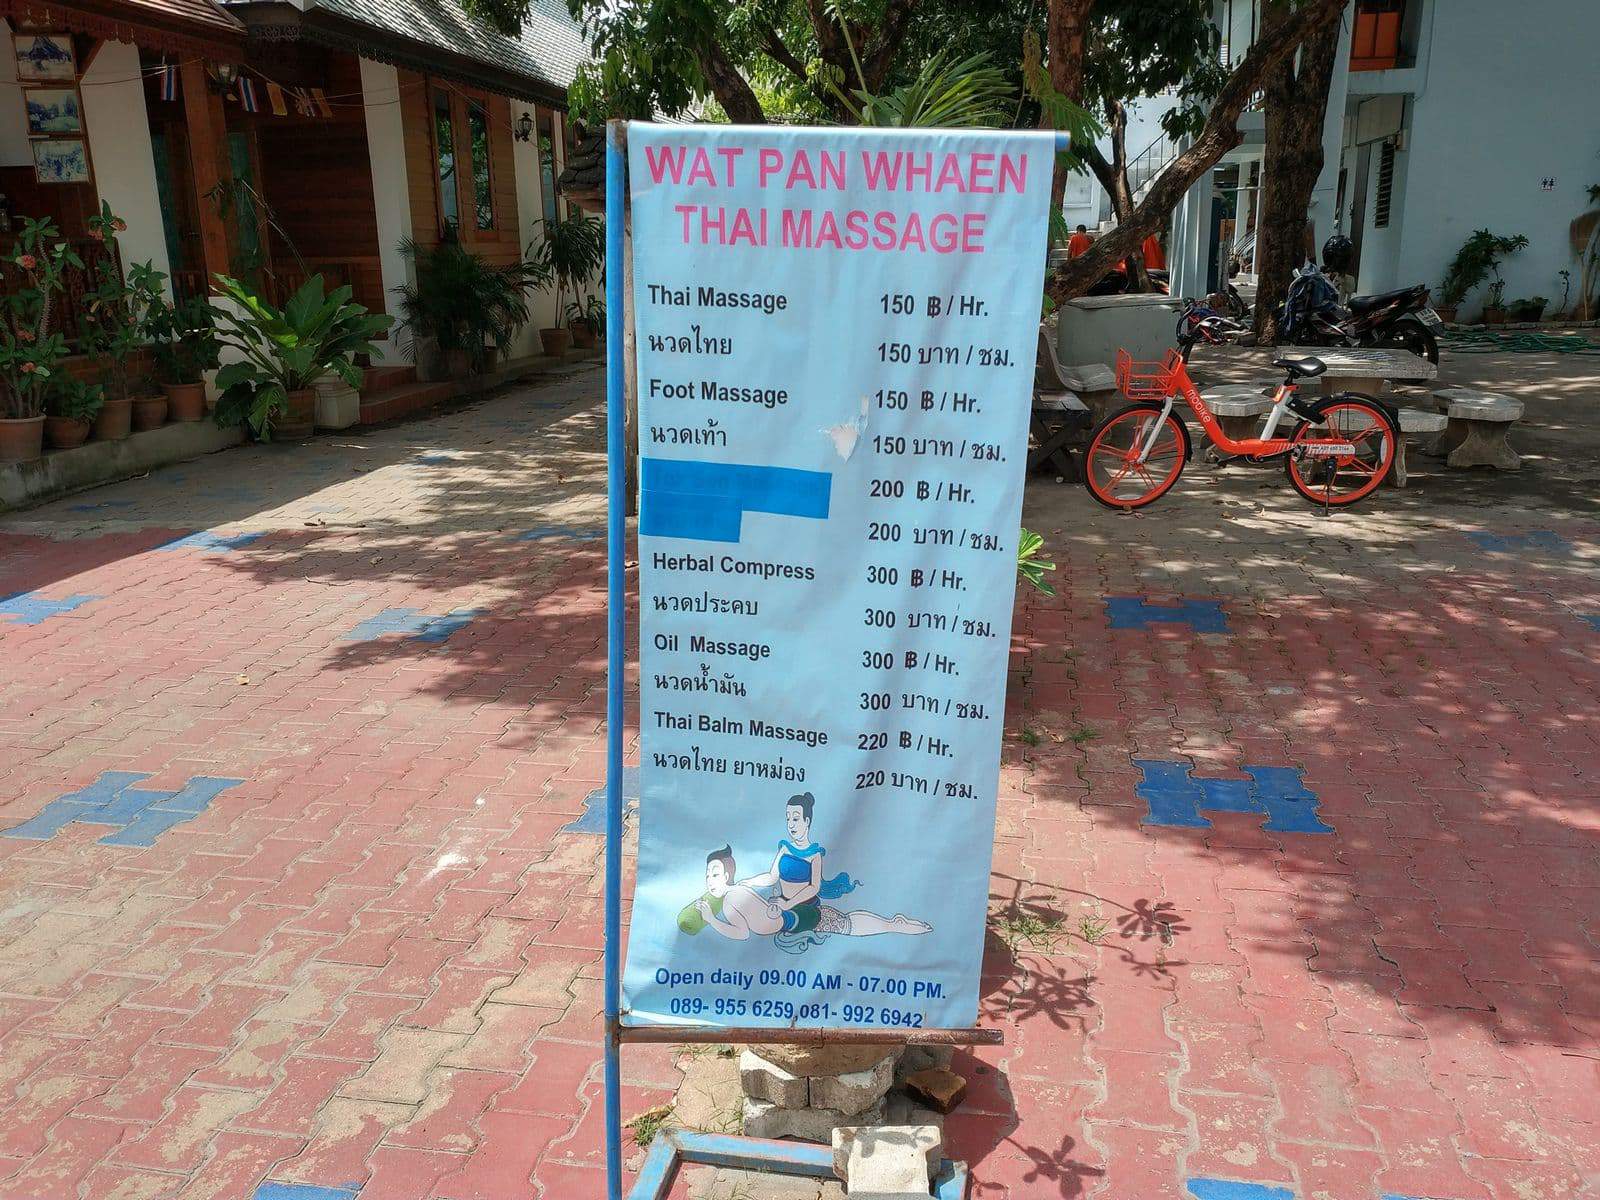 WAT PAN WHAEN
THAI MASSAGE
Thai Massage 150 ฿ / Hr.
นวดไทย 150 บาท / ชม.
Foot Massage 150 ฿ / Hr.
นวดเท้า 150 บาท / ชม.
200 ฿ / Hr.
200 บาท / ชม.
Herbal Compress 300 ฿ / Hr.
นวดประคบ 300 บาท / ชม.
Oil Massage 300 ฿ / Hr.
นวดน้ำมัน 300 บาท / ชม.
Thai Balm Massage 220 ฿ / Hr.
นวดไทย ยาหม่อง 220 บาท / ชม.
Open daily 09.00 AM - 07.00 PM.
089- 955 6259,081- 992 6942
mobike